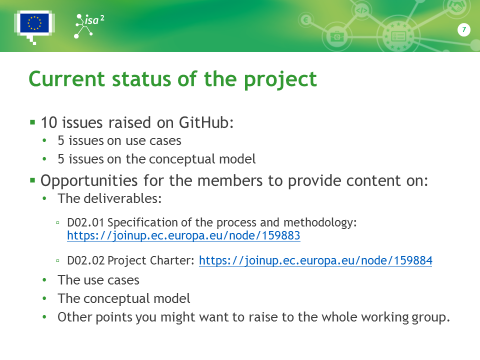 isa²
7
Current status of the project
▪ 10 issues raised on GitHub:
• 5 issues on use cases
• 5 issues on the conceptual model
▪ Opportunities for the members to provide content on:
• The deliverables:
▫ D02.01 Specification of the process and methodology:
https://joinup.ec.europa.eu/node/159883
▫ D02.02 Project Charter: https://joinup.ec.europa.eu/node/159884
• The use cases
• The conceptual model
• Other points you might want to raise to the whole working group.